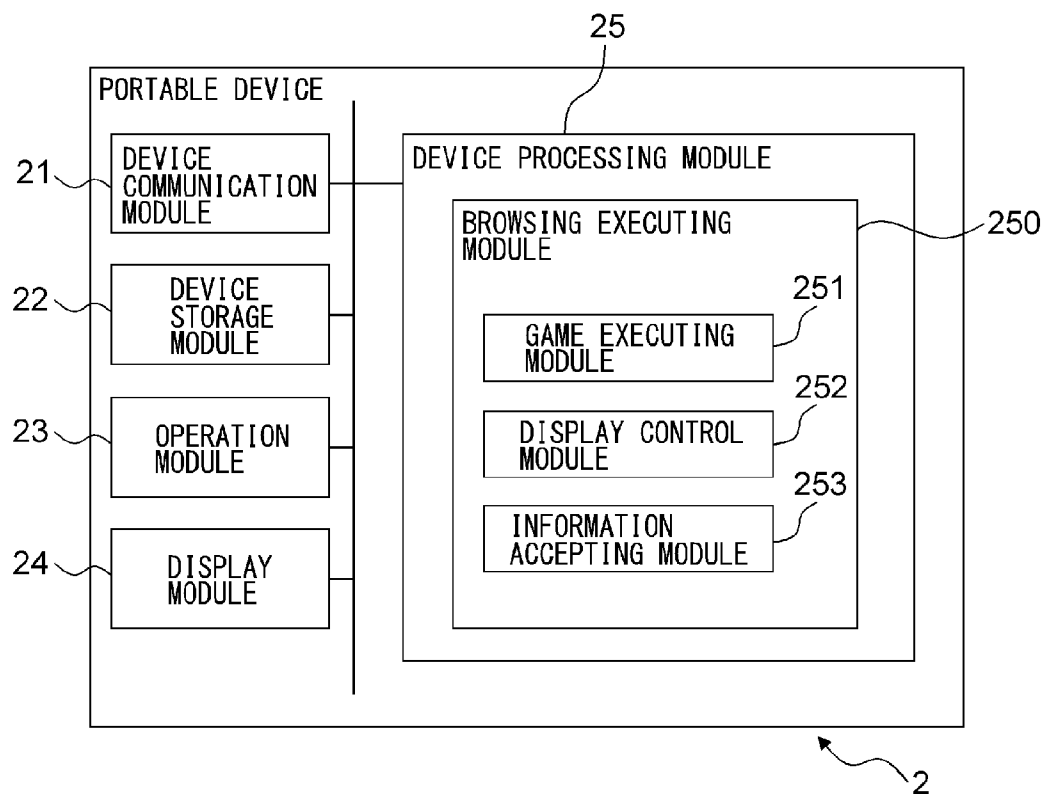 25
PORTABLE DEVICE
21
DEVICE
COMMUNICATION
MODULE
22
DEVICE
STORAGE
MODULE
23
OPERATION
MODULE
24
DISPLAY
MODULE
DEVICE PROCESSING MODULE
BROWSING EXECUTING
MODULE
250
251
GAME EXECUTING
MODULE
252
DISPLAY CONTROL
MODULE
253
INFORMATION
ACCEPTING MODULE
2